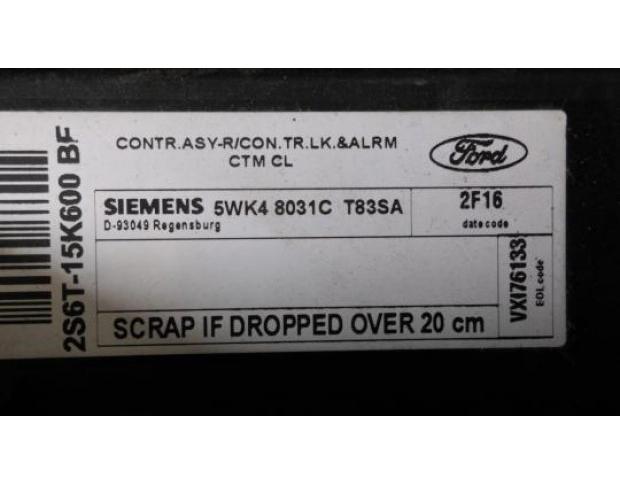 CONTR.ASY-R/CON.TR.LK.&ALRM
CTM CL
Ford
SIEMENS 5WK4 8031C T83SA
D-93049 Regensburg
2F16
date code
SCRAP IF DROPPED OVER 20 cm
VXI76133
EOL code
2S6T-15K600 BF